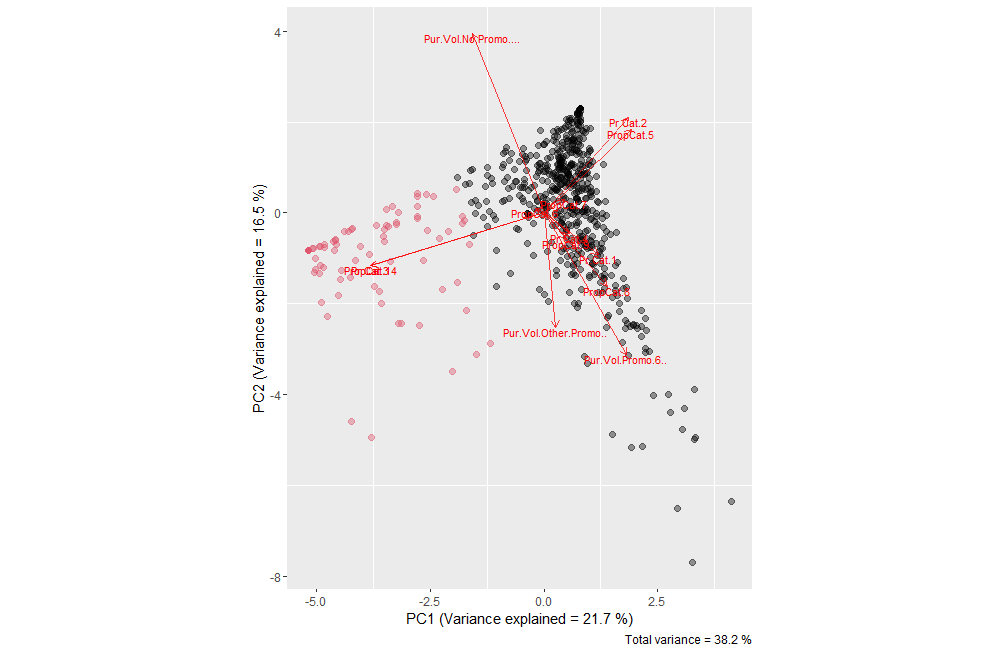 4
0
-4
-8
PC2 (Variance explained = 16.5 %)
Pur.Vol.No.Promo....
Pr.Cat.2
PropCat.5
Pr.Cat.1
Pur.Vol.Other.Promo..
Pur.Vol.Promo.6..
-5.0
-2.5
0.0
2.5
PC1 (Variance explained = 21.7 %)
Total variance = 38.2 %